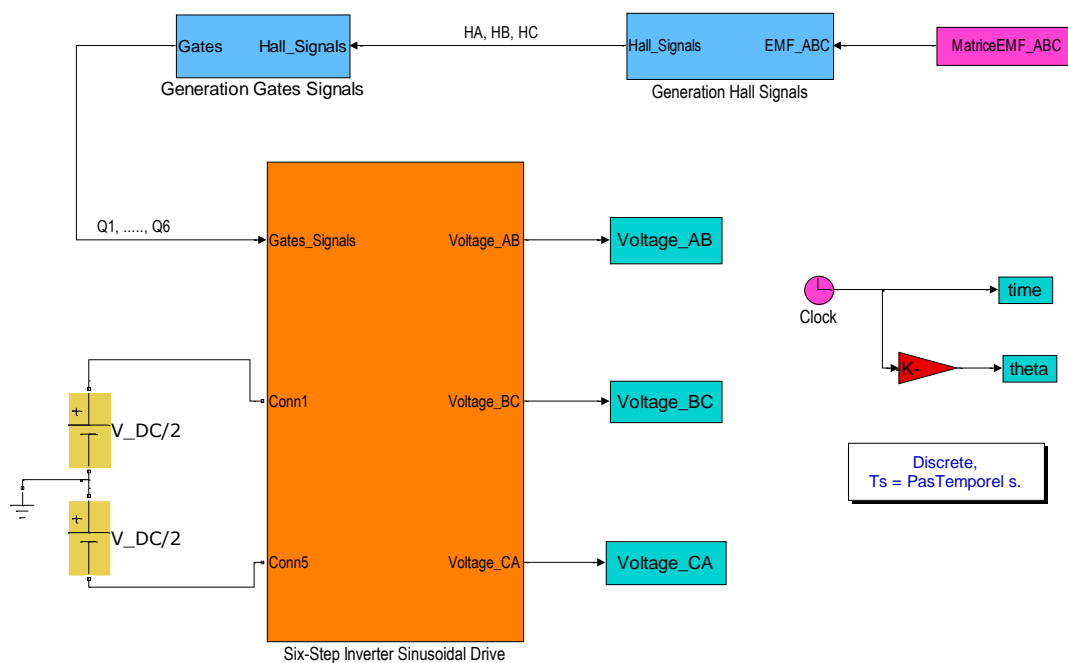 HA, HB, HC
Gates
Hall_Signals
Hall_Signals
EMF_ABC
MatriceEMF_ABC
Generation Gates Signals
Generation Hall Signals
Q1, ....., Q6
Gates_Signals
Voltage_AB
Voltage_AB
time
Clock
K-
theta
Conn1
Voltage_BC
Voltage_BC
+
V_DC/2
Discrete,
Ts = PasTemporel s.
+
V_DC/2
Conn5
Voltage_CA
Voltage_CA
Six-Step Inverter Sinusoidal Drive